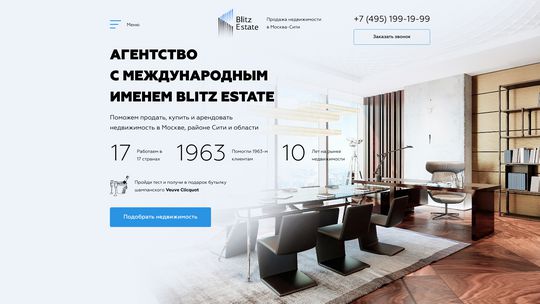 Меню
Blitz
Estate
Продажа недвижимости
в Москва-Сити
+7 (495) 199-19-99
Заказать звонок
АГЕНТСТВО
С МЕЖДУНАРОДНЫМ
ИМЕНЕМ BLITZ ESTATE
Поможем продать, купить и арендовать
недвижимость в Москве, районе Сити и области
17 Работаем в
17 странах
1963 Помогли 1963-м
клиентам
10 Лет на рынке
недвижимости
Пройди тест и получи в подарок бутылку
шампанского Veuve Clicquot
Подобрать недвижимость